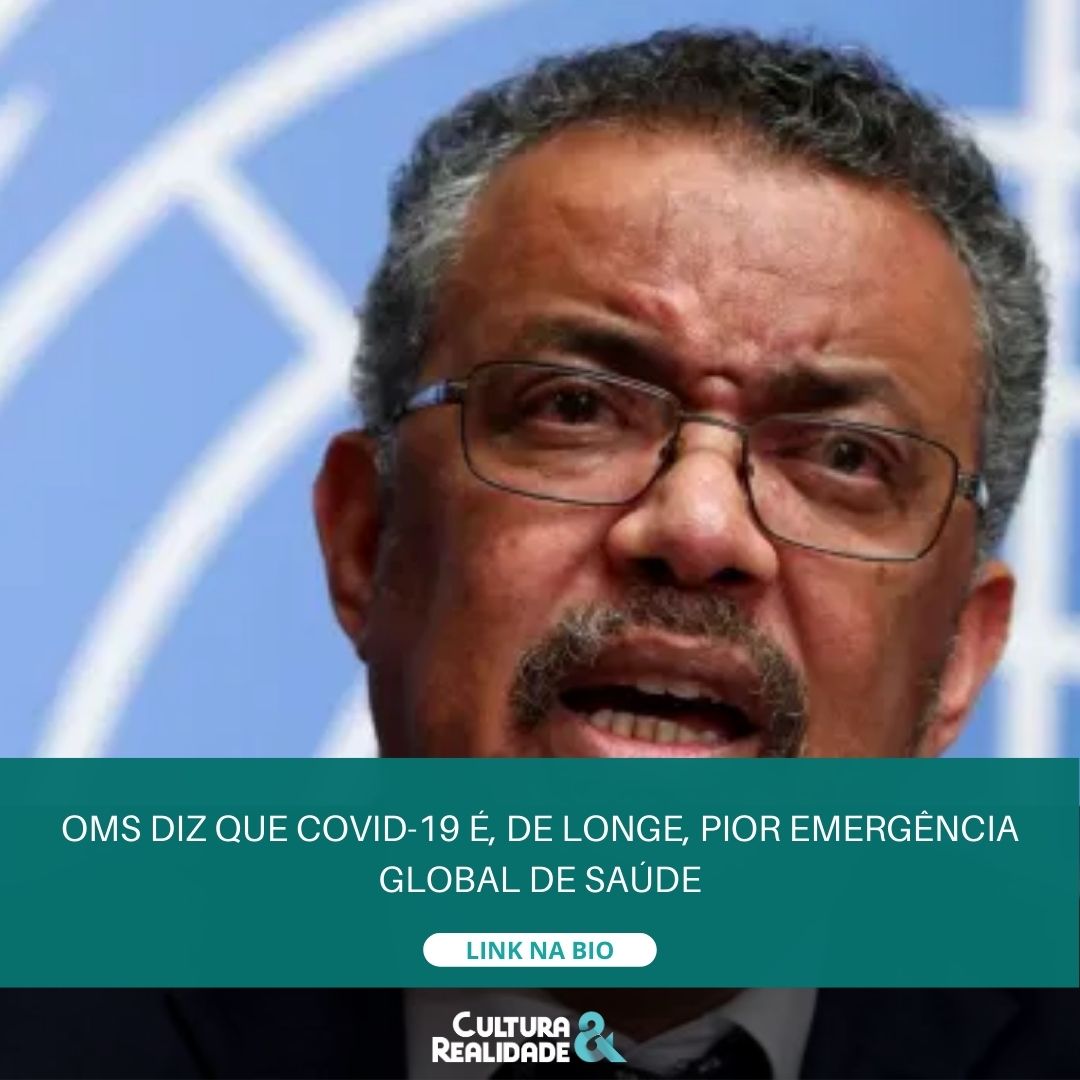 OMS DIZ QUE COVID-19 É, DE LONGE, PIOR EMERGÊNCIA
GLOBAL DE SAÚDE
LINK NA BIO
CULTURA &
REALIDADE